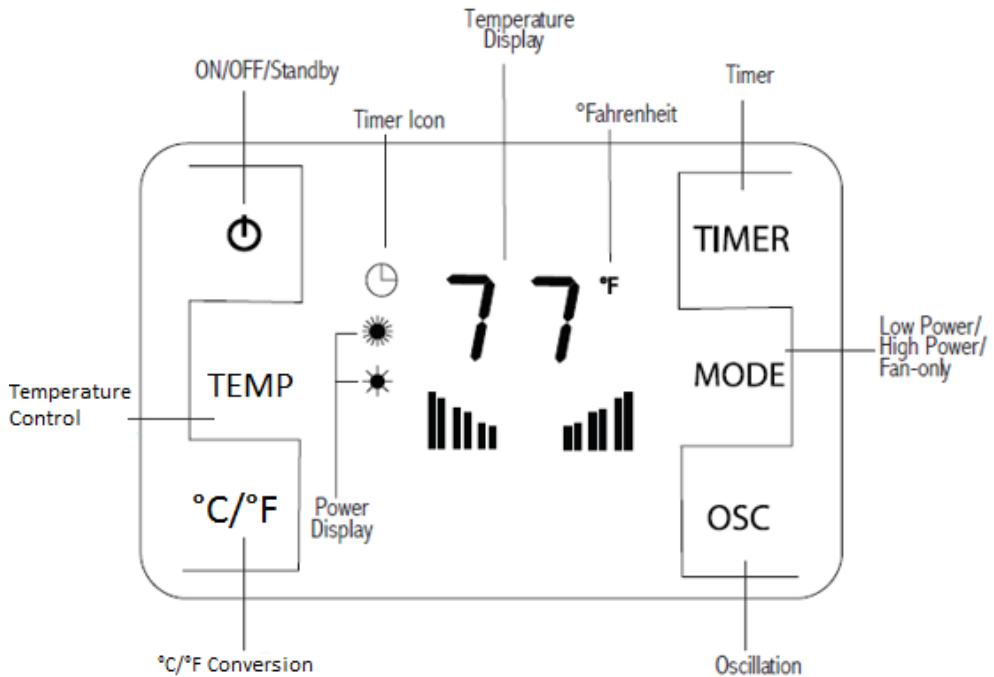 Temperature
Display
ON/OFF/Standby
Timer
Timer Icon
°Fahrenheit
TIMER
77 °F
Low Power/
High Power/
Fan-only
MODE
TEMP
Temperature
Control
°C/°F
Power
Display
OSC
°C/°F Conversion
Oscillation